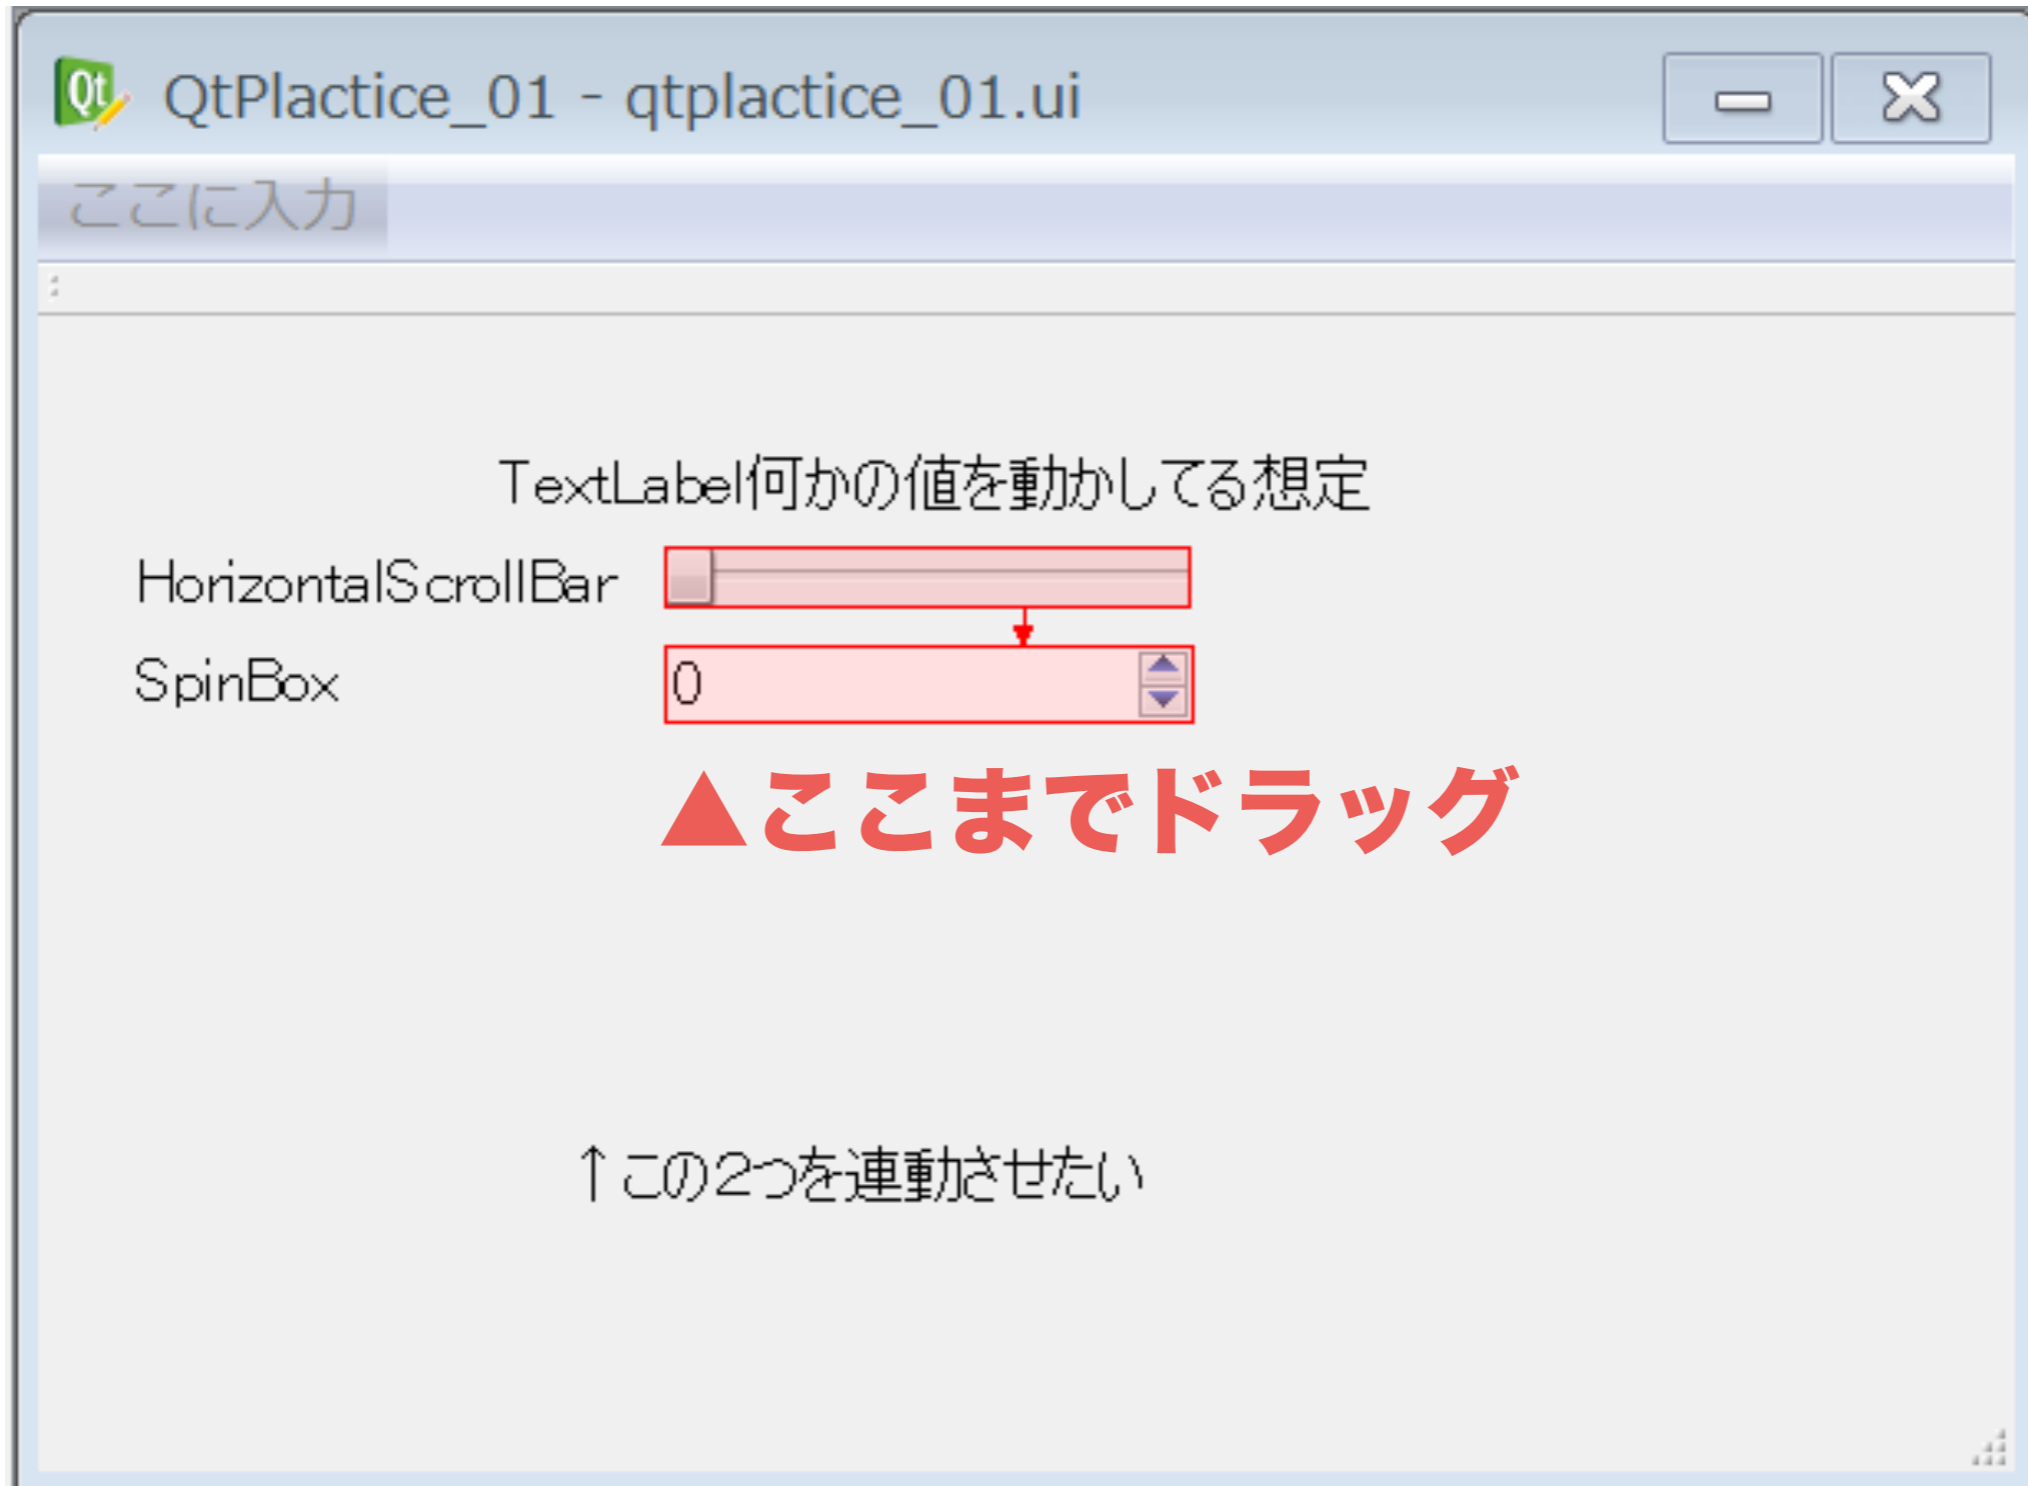 Qt QtPlactice_01 - qtplactice_01.ui
ここに入力
TextLabel何かの値を動かしてる想定
HorizontalScrollBar
SpinBox 0
▲ここまでドラッグ
↑この2つを連動させたい